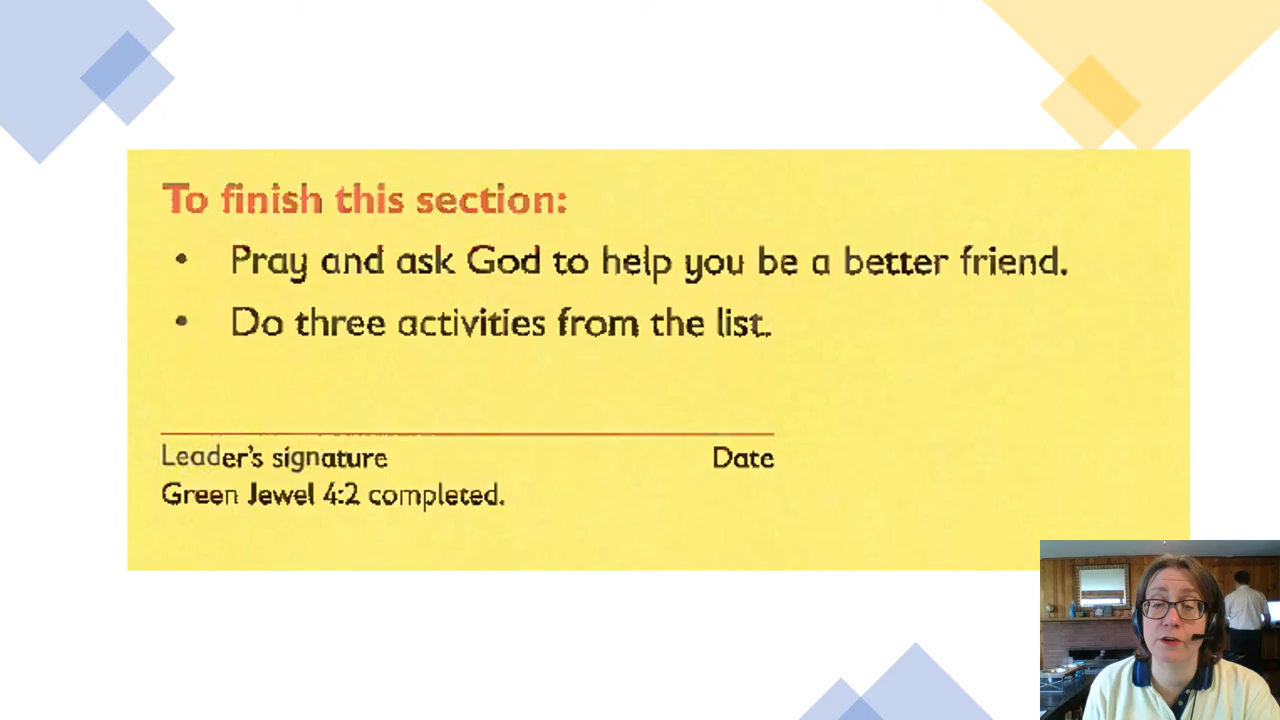 To finish this section:
• Pray and ask God to help you be a better friend.
• Do three activities from the list.
Leader's signature Date
Green Jewel 4:2 completed.